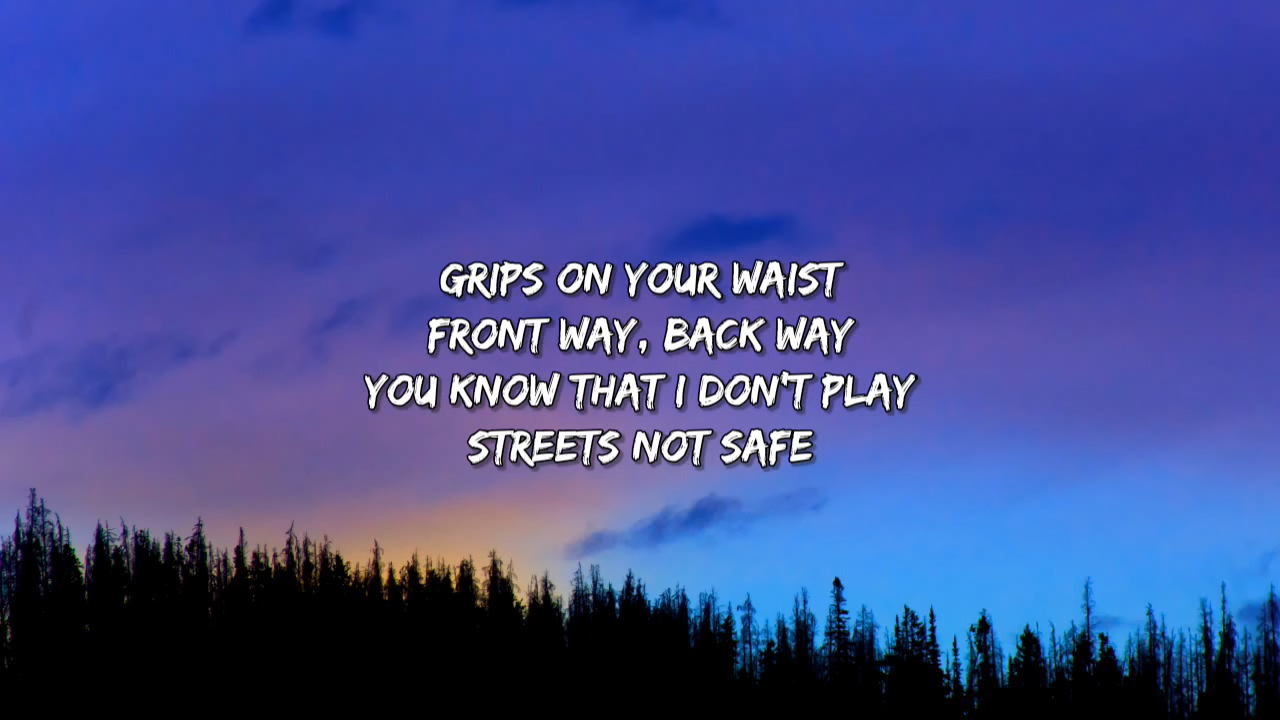 GRIPS ON YOUR WAIST
FRONT WAY, BACK WAY
YOU KNOW THAT I DON'T PLAY
STREETS NOT SAFE